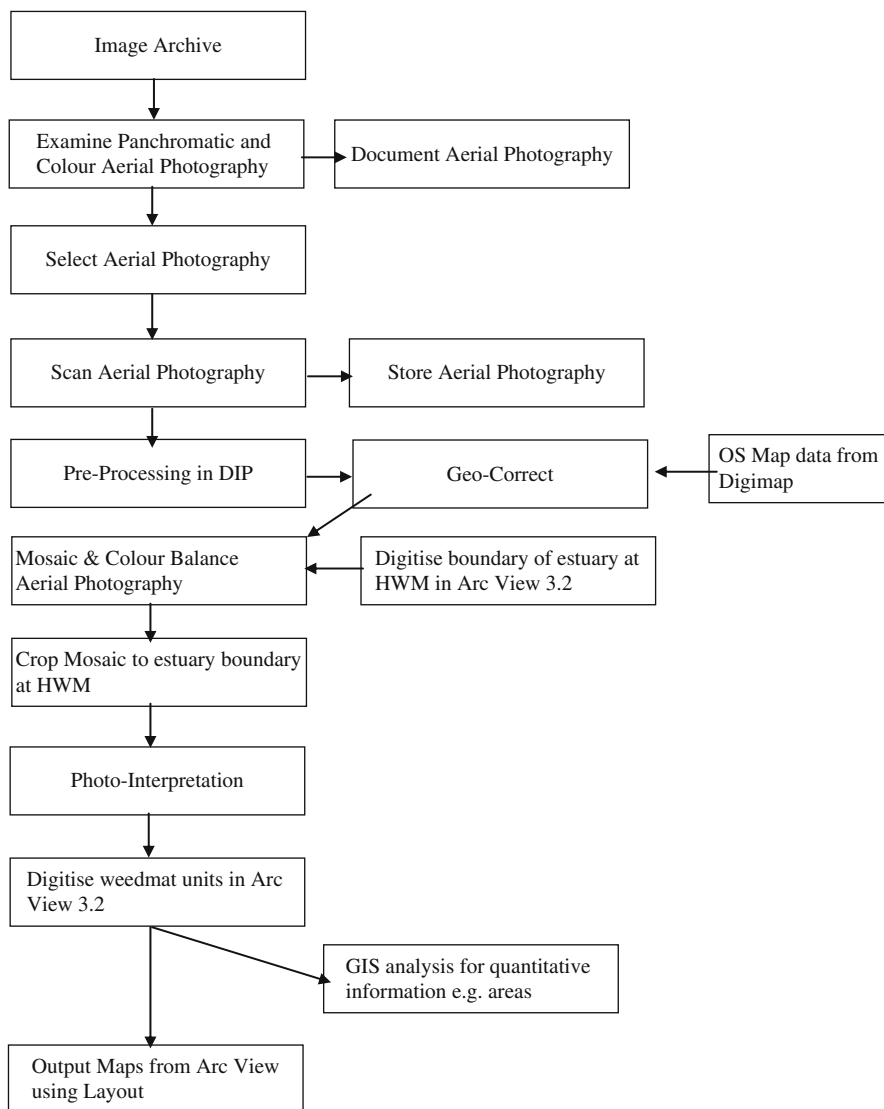 Image Archive
Examine Panchromatic and
Colour Aerial Photography
Document Aerial Photography
Select Aerial Photography
Scan Aerial Photography
Store Aerial Photography
Pre-Processing in DIP
Geo-Correct
OS Map data from
Digimap
Mosaic & Colour Balance
Aerial Photography
Digitise boundary of estuary at
HWM in Arc View 3.2
Crop Mosaic to estuary boundary
at HWM
Photo-Interpretation
Digitise weedmat units in Arc
View 3.2
GIS analysis for quantitative
information e.g. areas
Output Maps from Arc View
using Layout